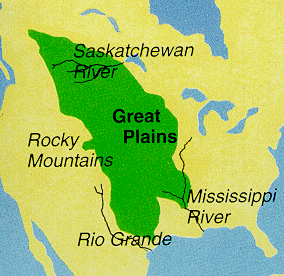 Saskatchewan
River
Great
Plains
Rocky
Mountains
Mississippi
River
Rio Grande